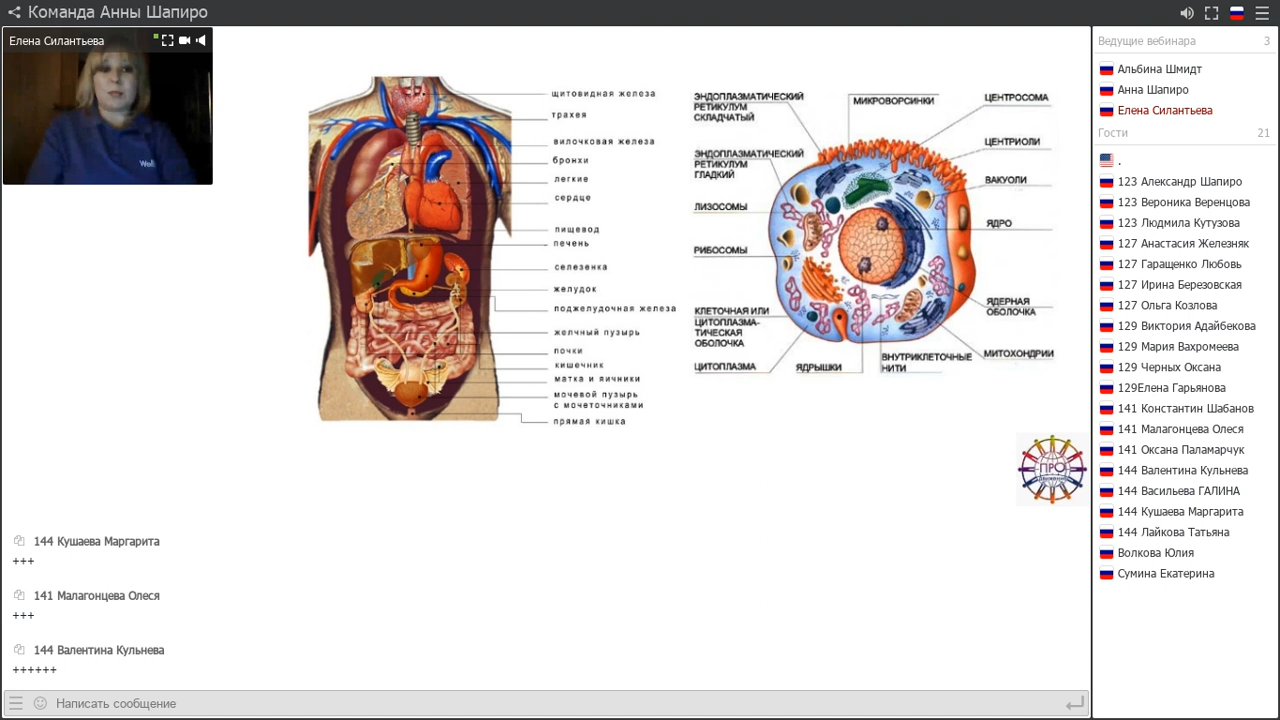 Команда Анны Шапиро
Елена Силантьева
Wol
щитовидная железа
трахея
вилочковая железа
бронхи
легкие
сердце
пищевод
печень
селезенка
желудок
поджелудочная железа
желчный пузырь
почки
кишечник
матка и яичники
мочевой пузырь
с мочеточниками
прямая кишка
ЭНДОПЛАЗМАТИЧЕСКИЙ
РЕТИКУЛУМ
СКЛАДЧАТЫЙ
ЭНДОПЛАЗМАТИЧЕСКИЙ
РЕТИКУЛУМ
ГЛАДКИЙ
ЛИЗОСОМЫ
РИБОСОМЫ
КЛЕТОЧНАЯ ИЛИ
ЦИТОПЛАЗМА-
ТИЧЕСКАЯ
ОБОЛОЧКА
ЦИТОПЛАЗМА
МИКРОВОРСИНКИ
ЦЕНТРОСОМА
ЦЕНТРИОЛИ
ВАКУОЛИ
ЯДРО
ЯДЕРНАЯ
ОБОЛОЧКА
МИТОХОНДРИИ
ВНУТРИКЛЕТОЧНЫЕ
НИТИ
ЯДРЫШКИ
ПРО
144 Кушаева Маргарита
+++
141 Малагонцева Олеся
+++
144 Валентина Кульнева
++++++
Написать сообщение
Ведущие вебинара 3
Альбина Шмидт
Анна Шапиро
Елена Силантьева
Гости 21
.
123 Александр Шапиро
123 Вероника Веренцова
123 Людмила Кутузова
127 Анастасия Железняк
127 Гаращенко Любовь
127 Ирина Березовская
127 Ольга Козлова
129 Виктория Адайбекова
129 Мария Вахромеева
129 Черных Оксана
129Елена Гарьянова
141 Константин Шабанов
141 Малагонцева Олеся
141 Оксана Паламарчук
144 Валентина Кульнева
144 Васильева ГАЛИНА
144 Кушаева Маргарита
144 Лайкова Татьяна
Волкова Юлия
Сумина Екатерина